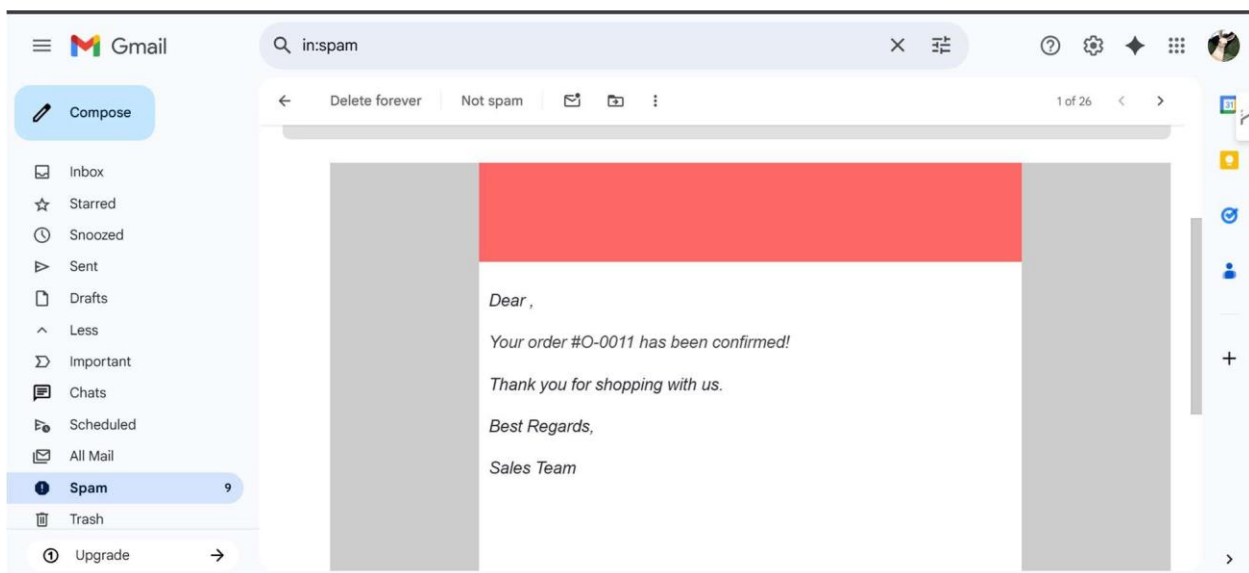 Gmail
in:spam
Compose
Delete forever Not spam 1 of 26
31
Inbox
Starred
Snoozed
Sent
Drafts
Less
Important
Chats
Scheduled
All Mail
Spam 9
Trash
Upgrade
Dear ,
Your order #O-0011 has been confirmed!
Thank you for shopping with us.
Best Regards,
Sales Team